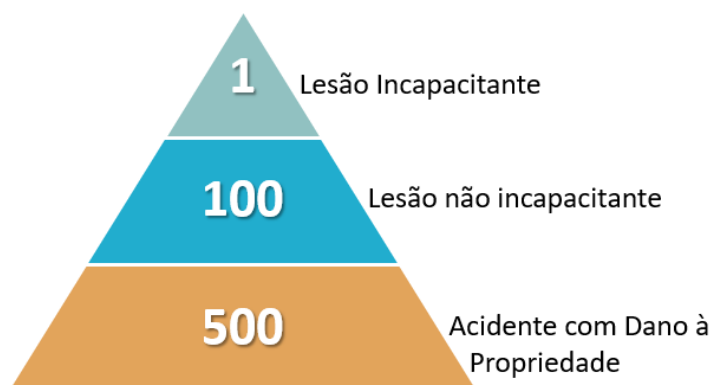 1
Lesão Incapacitante
100
Lesão não incapacitante
500
Acidente com Dano à
Propriedade